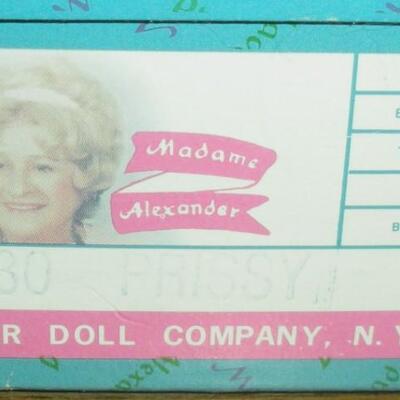 Madame
Alexander
30 PRISSY
R DOLL COMPANY, N.Y